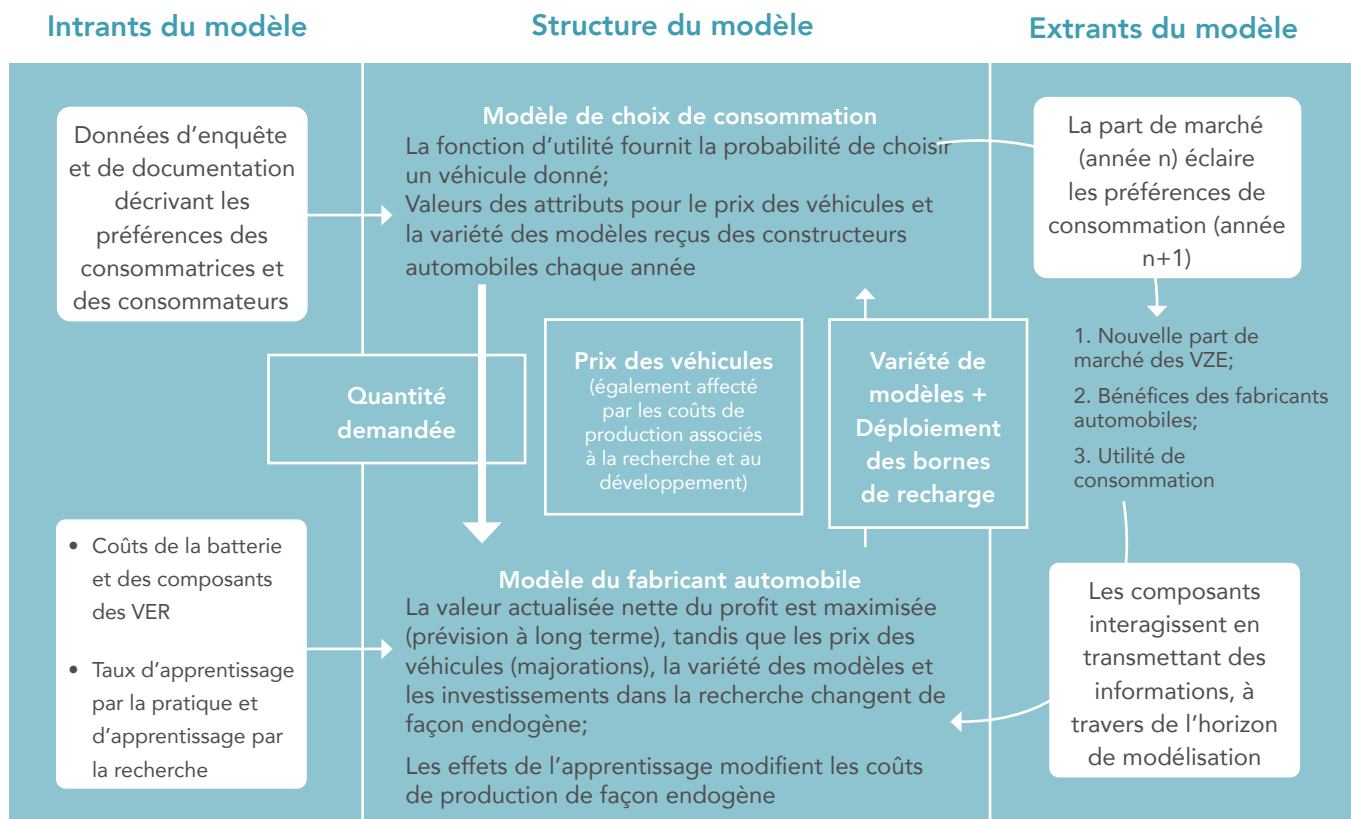 Intrants du modèle
Structure du modèle
Extrants du modèle
Données d'enquête
et de documentation
décrivant les
préférences des
consommatrices et
des consommateurs
Modèle de choix de consommation
La fonction d'utilité fournit la probabilité de choisir
un véhicule donné;
Valeurs des attributs pour le prix des véhicules et
la variété des modèles reçus des constructeurs
automobiles chaque année
La part de marché
(année n) éclaire
les préférences de
consommation (année
n+1)
Quantité
demandée
Prix des véhicules
(également affecté
par les coûts de
production associés
à la recherche et au
développement)
Variété de
modèles +
Déploiement
des bornes
de recharge
1. Nouvelle part de
marché des VZE;
2. Bénéfices des fabricants
automobiles;
3. Utilité de
consommation
• Coûts de la batterie
et des composants
des VER
• Taux d'apprentissage
par la pratique et
d'apprentissage par
la recherche
Modèle du fabricant automobile
La valeur actualisée nette du profit est maximisée
(prévision à long terme), tandis que les prix des
véhicules (majorations), la variété des modèles et
les investissements dans la recherche changent de
façon endogène;
Les effets de l'apprentissage modifient les coûts
de production de façon endogène
Les composants
interagissent en
transmettant des
informations, à
travers de l'horizon
de modélisation